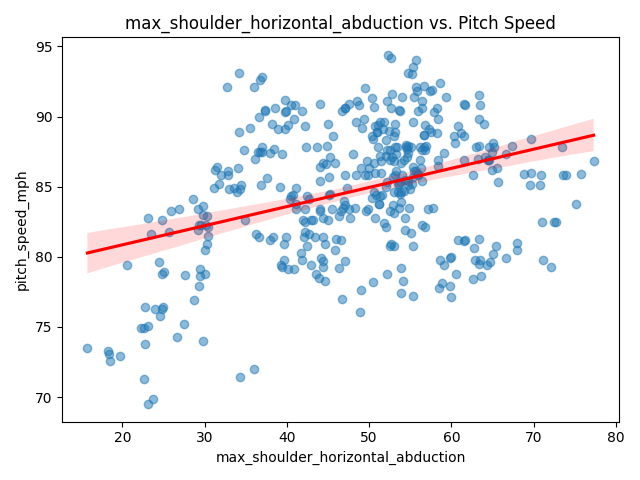 max_shoulder_horizontal_abduction vs. Pitch Speed
95
90
85
80
75
70
pitch_speed_mph
20 30 40 50 60 70 80
max_shoulder_horizontal_abduction